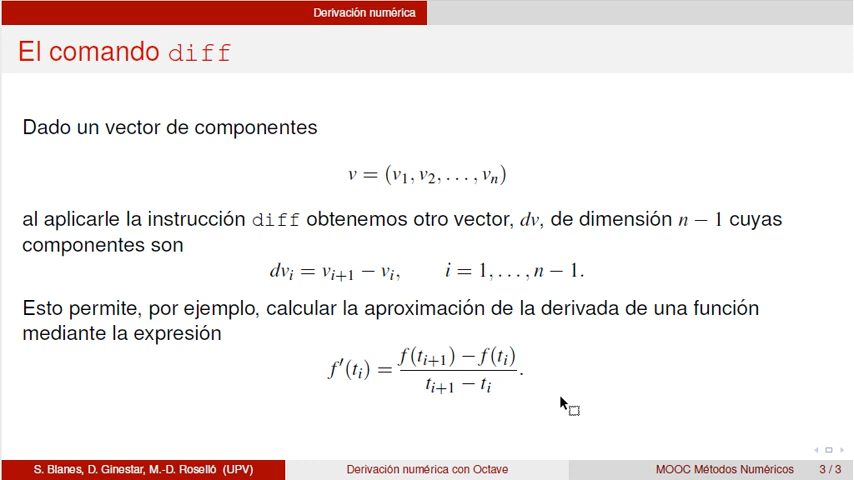 Derivación numérica
El comando diff
Dado un vector de componentes
v = (v₁, v₂, . . . , vₙ)
al aplicarle la instrucción diff obtenemos otro vector, dv, de dimensión n − 1 cuyas
componentes son
dvᵢ = vᵢ₊₁ − vᵢ, i = 1, . . . , n − 1.
Esto permite, por ejemplo, calcular la aproximación de la derivada de una función
mediante la expresión
f′(tᵢ) = (f(tᵢ₊₁) − f(tᵢ)) / (tᵢ₊₁ − tᵢ).
S. Blanes, D. Ginestar, M.-D. Roselló (UPV) Derivación numérica con Octave MOOC Métodos Numéricos 3 / 3